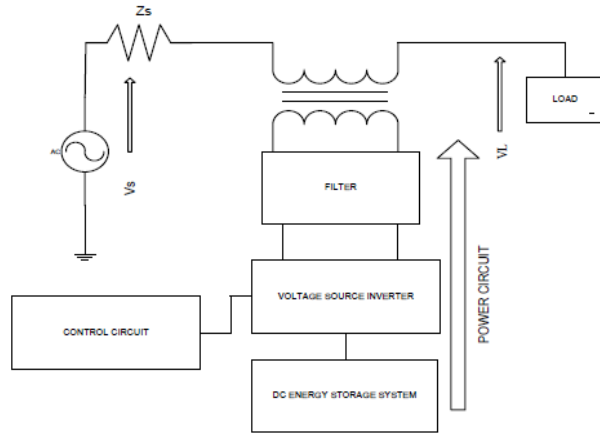 Zs
AC
Vs
VL
LOAD
FILTER
VOLTAGE SOURCE INVERTER
CONTROL CIRCUIT
DC ENERGY STORAGE SYSTEM
POWER CIRCUIT